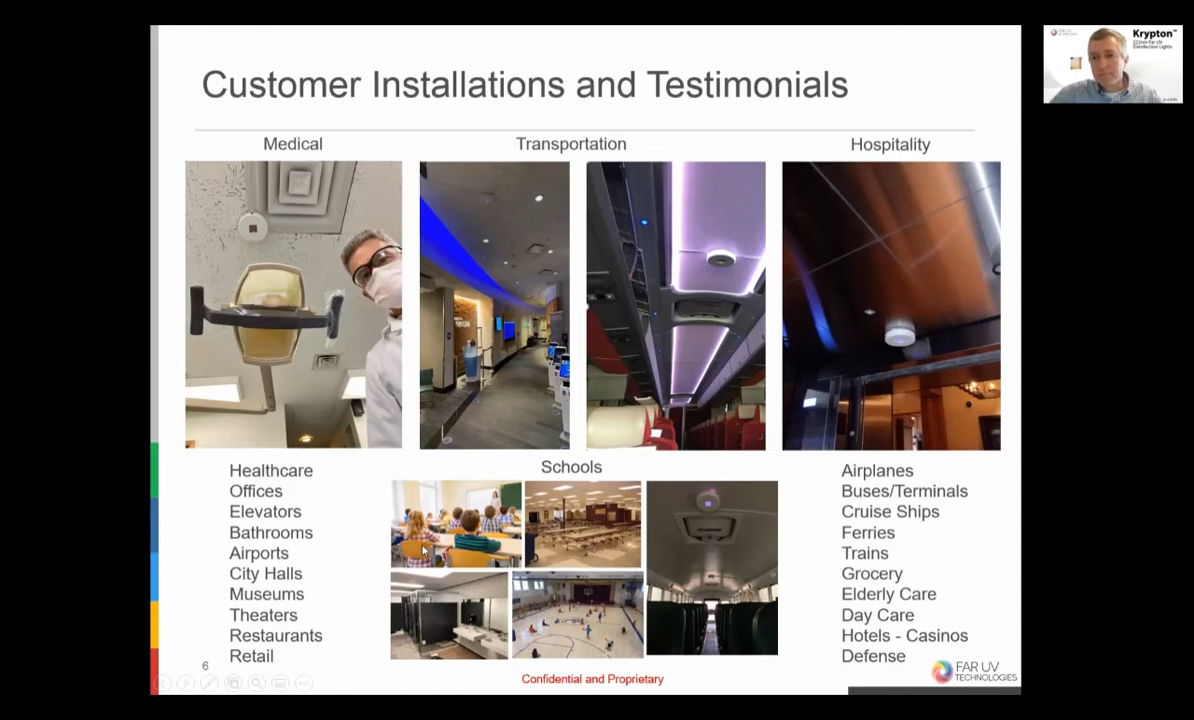 Customer Installations and Testimonials
Medical
Transportation
Hospitality
Schools
Healthcare
Offices
Elevators
Bathrooms
Airports
City Halls
Museums
Theaters
Restaurants
Retail
Airplanes
Buses/Terminals
Cruise Ships
Ferries
Trains
Grocery
Elderly Care
Day Care
Hotels - Casinos
Defense
6
Confidential and Proprietary
FAR UV
TECHNOLOGIES
Krypton™
222nm Far UV
Disinfection Lights